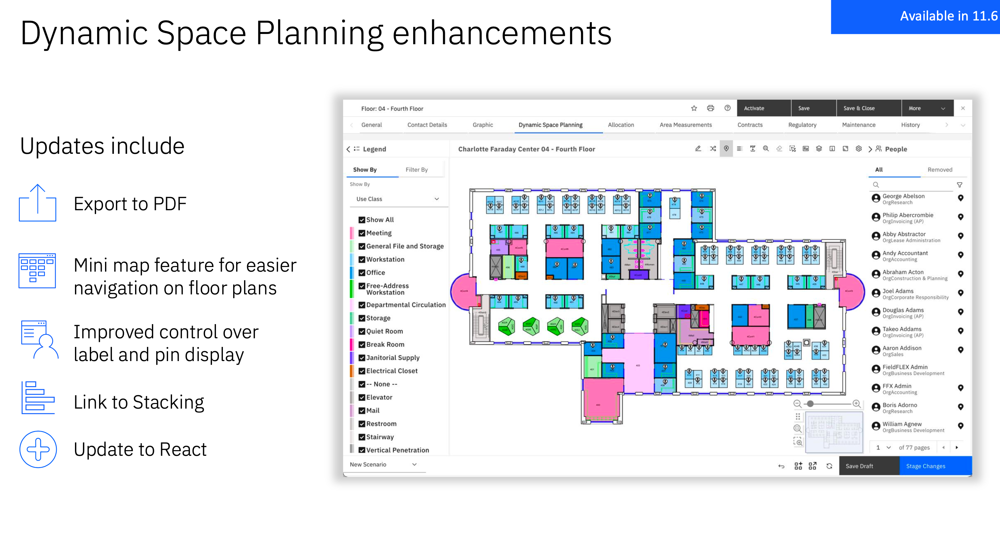 Dynamic Space Planning enhancements
Available in 11.6
Updates include
Export to PDF
Mini map feature for easier
navigation on floor plans
Improved control over
label and pin display
Link to Stacking
Update to React
Floor: 04 - Fourth Floor
Activate
Save
Save & Close
More
General
Contact Details
Graphic
Dynamic Space Planning
Allocation
Area Measurements
Contracts
Regulatory
Maintenance
History
Legend
Charlotte Faraday Center 04 - Fourth Floor
PDF
People
Show By
Filter By
Show By
Use Class
Show All
Meeting
General File and Storage
Workstation
Office
Free-Address
Workstation
Departmental Circulation
Storage
Quiet Room
Break Room
Janitorial Supply
Electrical Closet
-- None --
Elevator
Mail
Restroom
Stairway
Vertical Penetration
All
Removed
George Abelson
OrgResearch
Philip Abercrombie
OrgInvoicing (AP)
Abby Abstractor
OrgLease Administration
Andy Accountant
OrgAccounting
Abraham Acton
OrgConstruction & Planning
Joel Adams
OrgCorporate Responsibility
Douglas Adams
OrgInvoicing (AP)
Takeo Addams
OrgInvoicing (AP)
Aaron Addison
OrgSales
FieldFLEX Admin
OrgBusiness Development
FFX Admin
OrgAccounting
Boris Adorno
OrgResearch
William Agnew
OrgBusiness Development
1
of 77 pages
New Scenario
Save Draft
Stage Changes